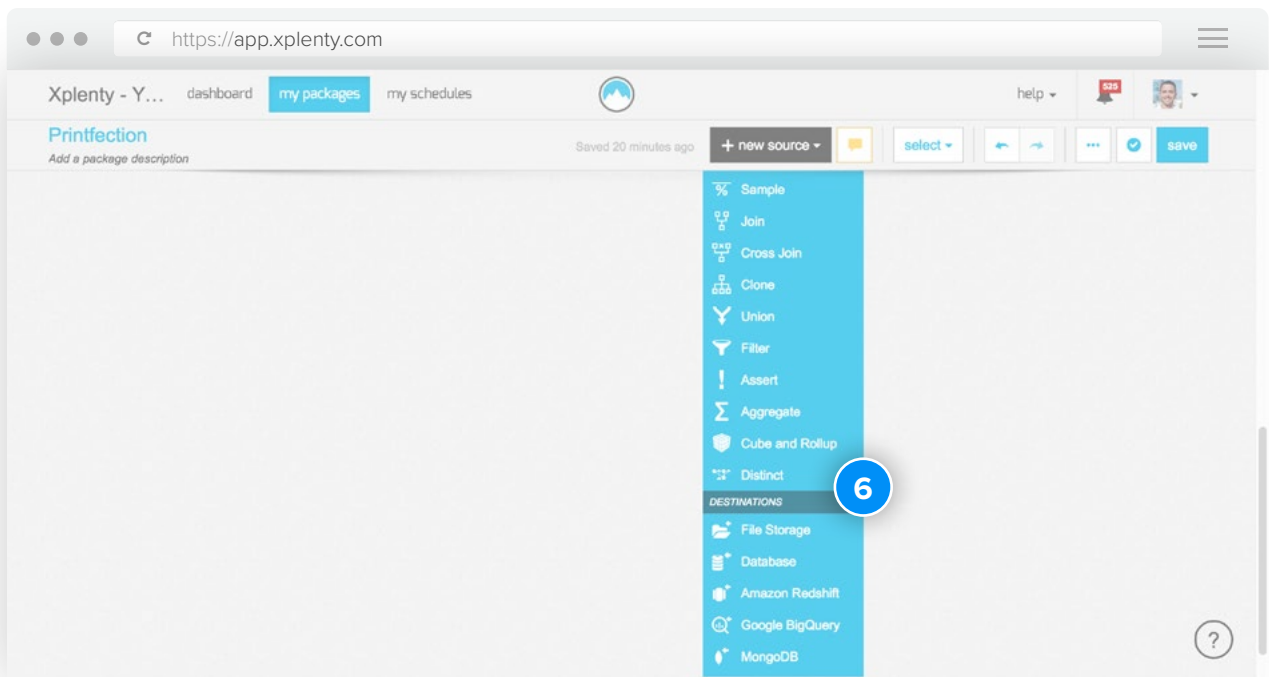 https://app.xplenty.com
Xplenty - Y... dashboard my packages my schedules help 535
Printfection
Add a package description
Saved 20 minutes ago + new source select ... save
% Sample
Join
Cross Join
Clone
Union
Filter
! Assert
Σ Aggregate
Cube and Rollup
Distinct
6
DESTINATIONS
File Storage
Database
Amazon Redshift
Google BigQuery
MongoDB
?